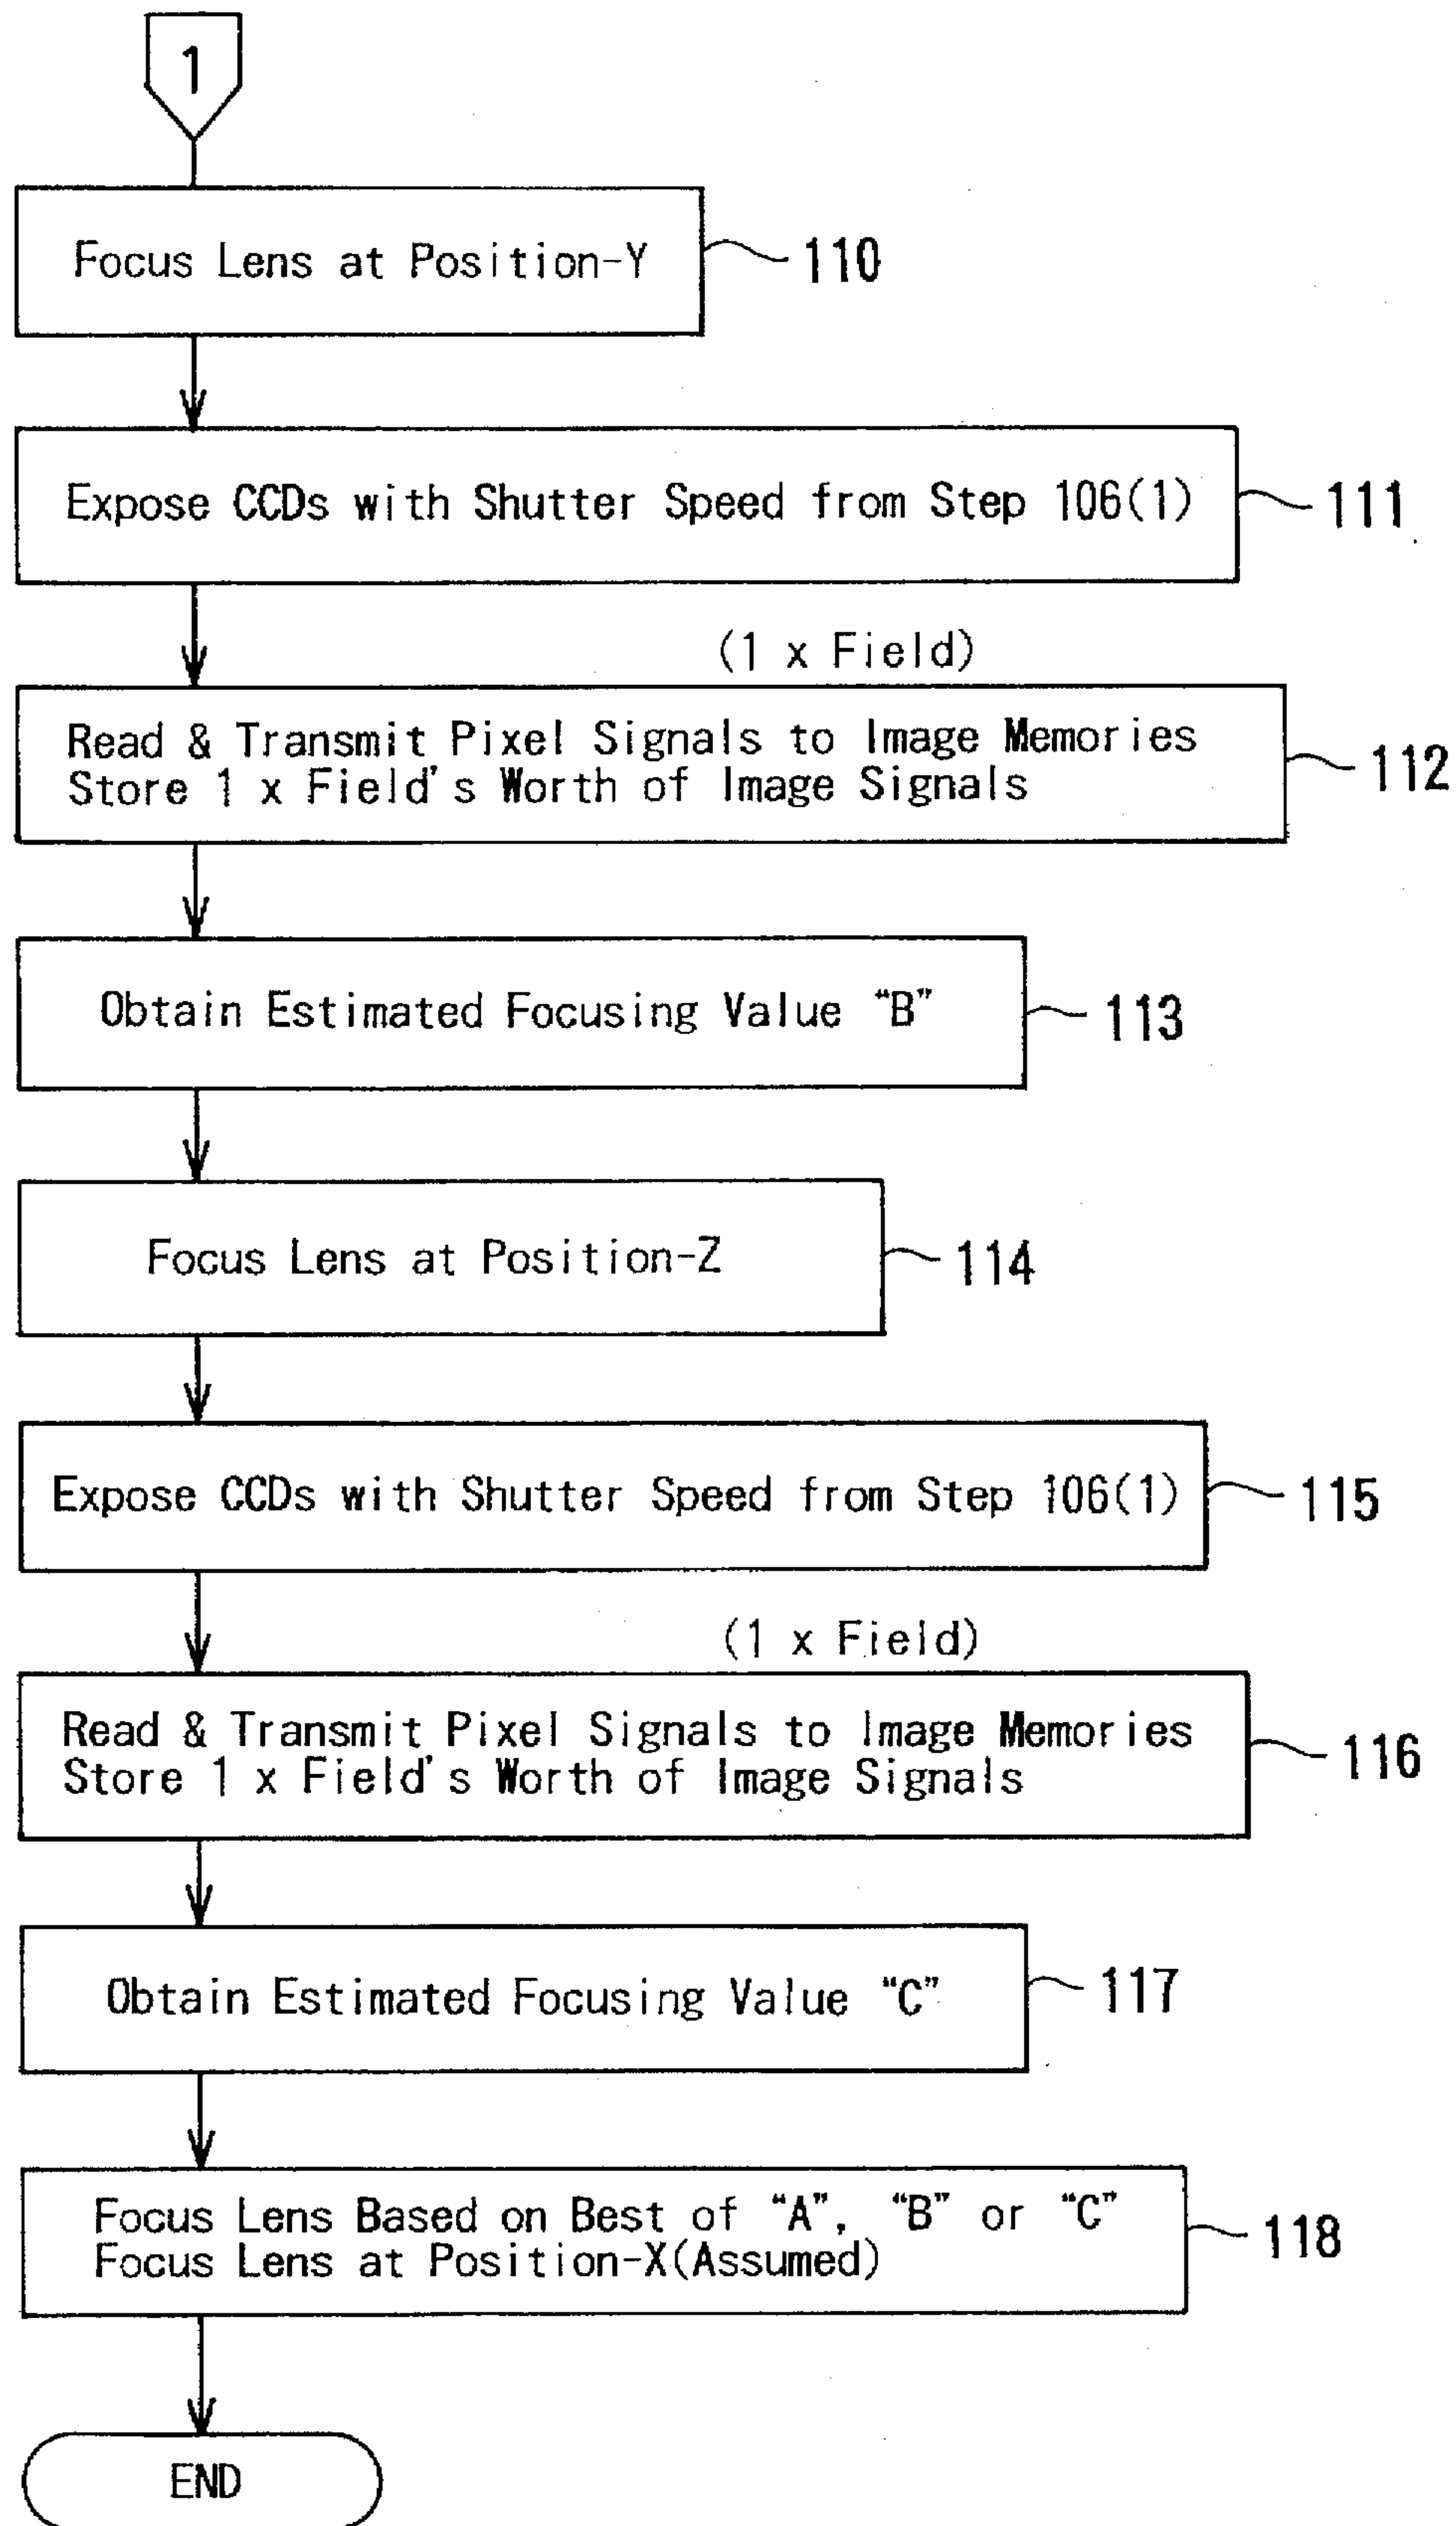 1
Focus Lens at Position-Y
110
Expose CCDs with Shutter Speed from Step 106(1)
111
(1 x Field)
Read & Transmit Pixel Signals to Image Memories
Store 1 x Field's Worth of Image Signals
112
Obtain Estimated Focusing Value “B”
113
Focus Lens at Position-Z
114
Expose CCDs with Shutter Speed from Step 106(1)
115
(1 x Field)
Read & Transmit Pixel Signals to Image Memories
Store 1 x Field's Worth of Image Signals
116
Obtain Estimated Focusing Value “C”
117
Focus Lens Based on Best of “A”, “B” or “C”
Focus Lens at Position-X(Assumed)
118
END